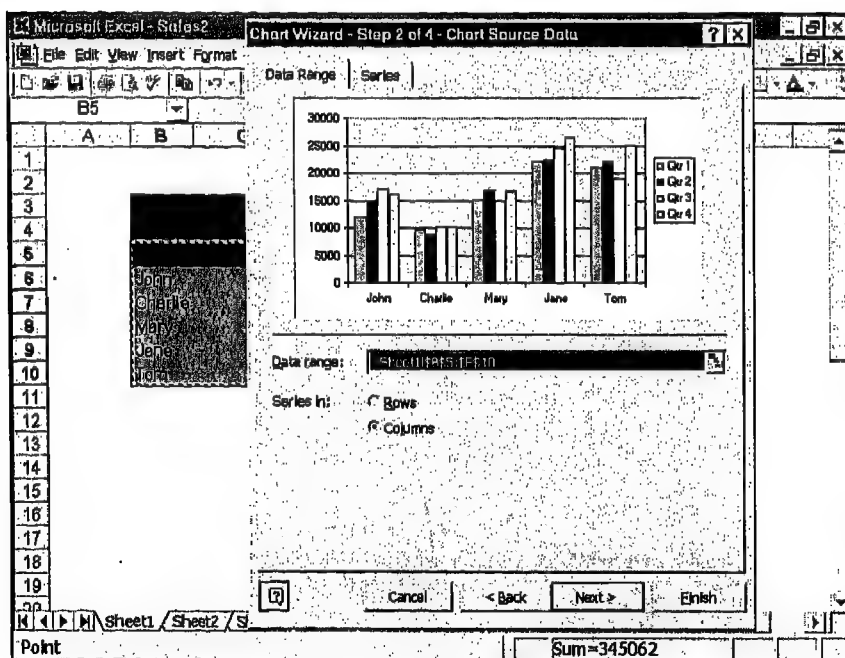 Microsoft Excel - Sales2
File Edit View Insert Format
B5
A B C
1
2
3
4
5
6 John
7 Charlie
8 Mary
9 Jane
10 Tom
11
12
13
14
15
16
17
18
19
20
Sheet1 Sheet2 S
Point
Sum=345062
Chart Wizard - Step 2 of 4 - Chart Source Data
Data Range Series
30000
25000
20000
15000
10000
5000
0
John Charlie Mary Jane Tom
Qtr 1
Qtr 2
Qtr 3
Qtr 4
Data range: =Sheet1!$B$5:$F$10
Series in: Rows
Columns
Cancel < Back Next > Finish